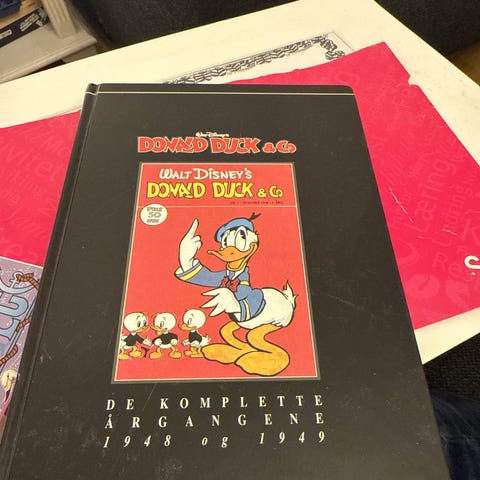 Walt Disney's
DONALD DUCK & Co
WALT DISNEY'S
DONALD DUCK & Co
PRIS
50
ØRE
DE KOMPLETTE
ÅRGANGENE
1948 og 1949